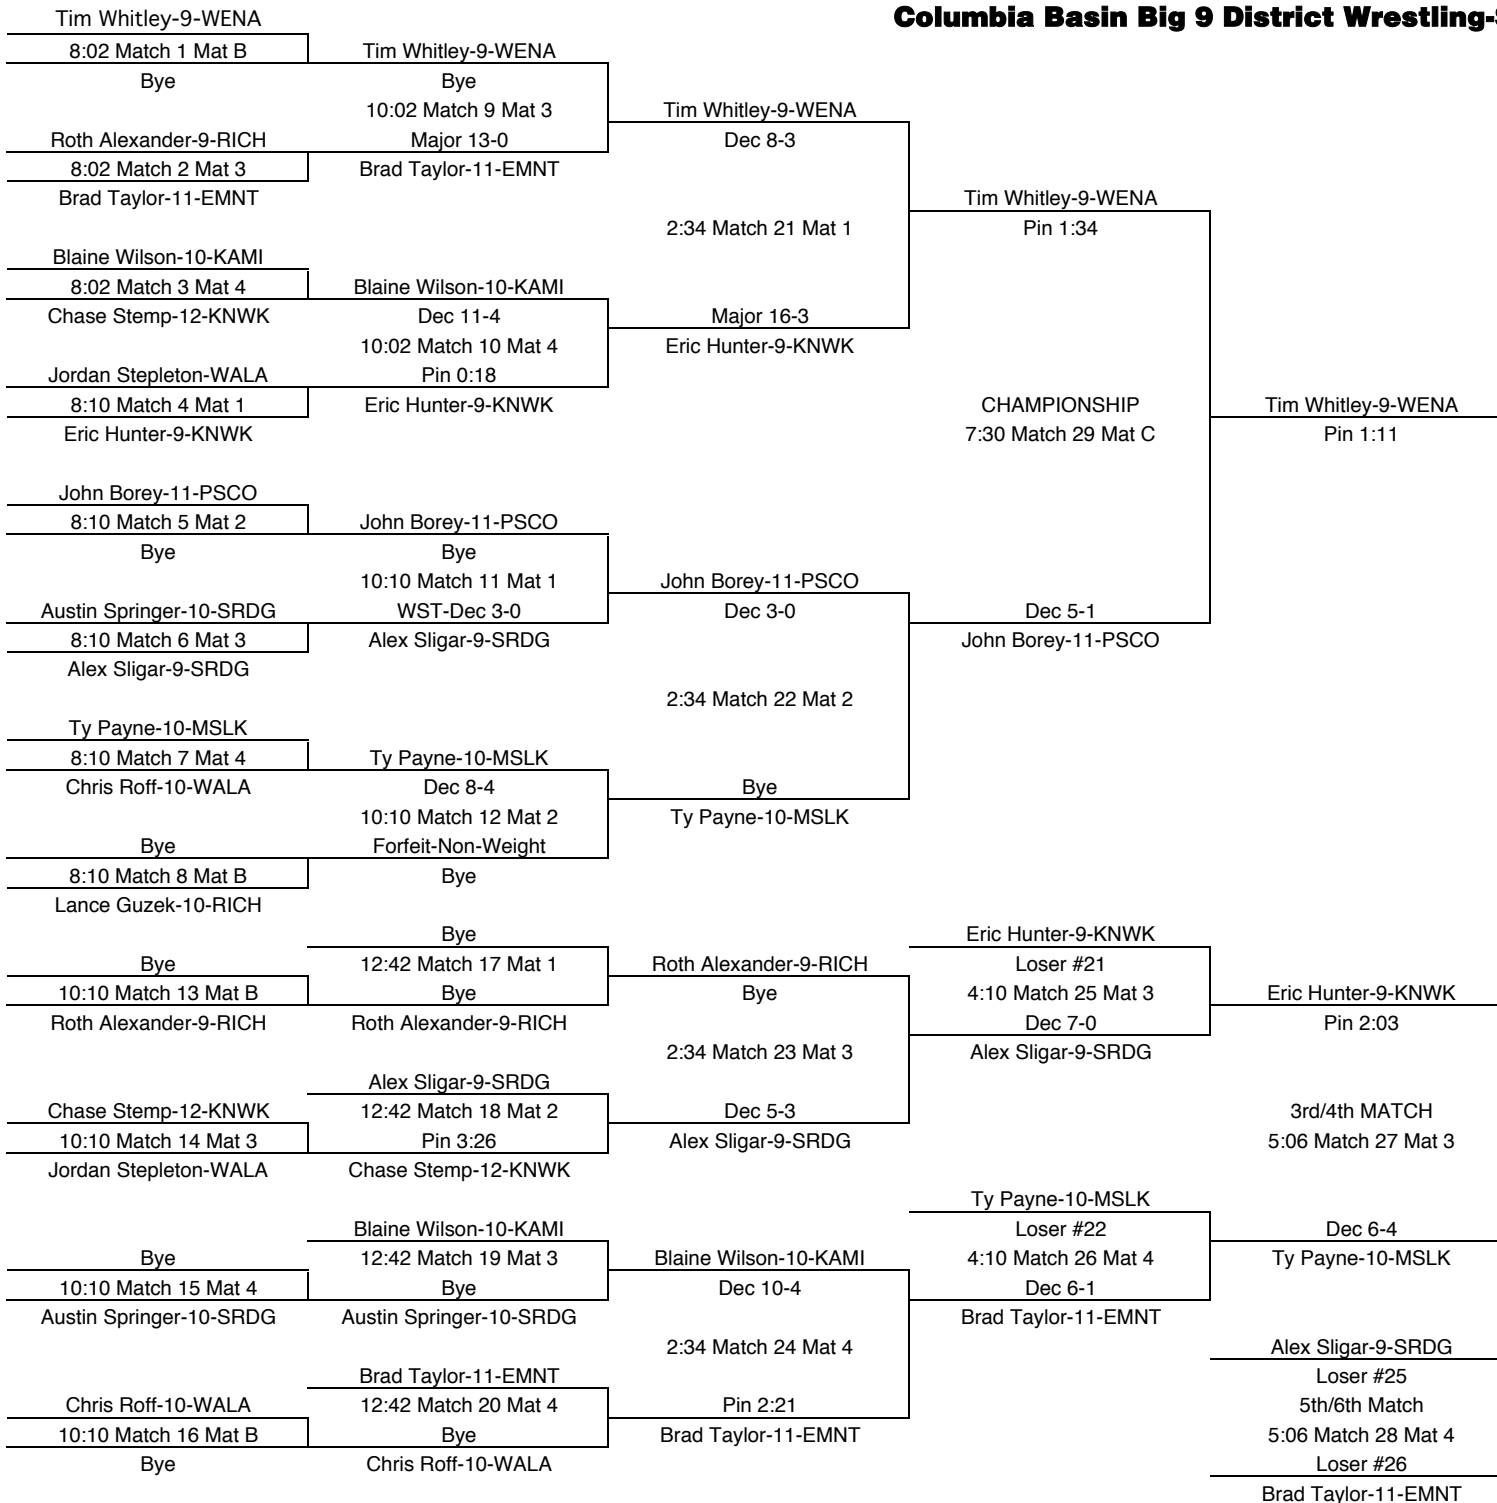 Columbia Basin Big 9 District Wrestling-
Tim Whitley-9-WENA
8:02 Match 1 Mat B
Bye
Roth Alexander-9-RICH
8:02 Match 2 Mat 3
Brad Taylor-11-EMNT
Blaine Wilson-10-KAMI
8:02 Match 3 Mat 4
Chase Stemp-12-KNWK
Jordan Stepleton-WALA
8:10 Match 4 Mat 1
Eric Hunter-9-KNWK
John Borey-11-PSCO
8:10 Match 5 Mat 2
Bye
Austin Springer-10-SRDG
8:10 Match 6 Mat 3
Alex Sligar-9-SRDG
Ty Payne-10-MSLK
8:10 Match 7 Mat 4
Chris Roff-10-WALA
Bye
8:10 Match 8 Mat B
Lance Guzek-10-RICH
Tim Whitley-9-WENA
Bye
10:02 Match 9 Mat 3
Major 13-0
Brad Taylor-11-EMNT
Blaine Wilson-10-KAMI
Dec 11-4
10:02 Match 10 Mat 4
Pin 0:18
Eric Hunter-9-KNWK
John Borey-11-PSCO
Bye
10:10 Match 11 Mat 1
WST-Dec 3-0
Alex Sligar-9-SRDG
Ty Payne-10-MSLK
Dec 8-4
10:10 Match 12 Mat 2
Forfeit-Non-Weight
Bye
Tim Whitley-9-WENA
Dec 8-3
2:34 Match 21 Mat 1
Major 16-3
Eric Hunter-9-KNWK
John Borey-11-PSCO
Dec 3-0
2:34 Match 22 Mat 2
Bye
Ty Payne-10-MSLK
Tim Whitley-9-WENA
Pin 1:34
CHAMPIONSHIP
7:30 Match 29 Mat C
Dec 5-1
John Borey-11-PSCO
Tim Whitley-9-WENA
Pin 1:11
Bye
10:10 Match 13 Mat B
Roth Alexander-9-RICH
Chase Stemp-12-KNWK
10:10 Match 14 Mat 3
Jordan Stepleton-WALA
Bye
10:10 Match 15 Mat 4
Austin Springer-10-SRDG
Chris Roff-10-WALA
10:10 Match 16 Mat B
Bye
Bye
12:42 Match 17 Mat 1
Bye
Roth Alexander-9-RICH
Alex Sligar-9-SRDG
12:42 Match 18 Mat 2
Pin 3:26
Chase Stemp-12-KNWK
Blaine Wilson-10-KAMI
12:42 Match 19 Mat 3
Bye
Austin Springer-10-SRDG
Brad Taylor-11-EMNT
12:42 Match 20 Mat 4
Bye
Chris Roff-10-WALA
Roth Alexander-9-RICH
Bye
2:34 Match 23 Mat 3
Dec 5-3
Alex Sligar-9-SRDG
Blaine Wilson-10-KAMI
Dec 10-4
2:34 Match 24 Mat 4
Pin 2:21
Brad Taylor-11-EMNT
Eric Hunter-9-KNWK
Loser #21
4:10 Match 25 Mat 3
Dec 7-0
Alex Sligar-9-SRDG
Ty Payne-10-MSLK
Loser #22
4:10 Match 26 Mat 4
Dec 6-1
Brad Taylor-11-EMNT
Eric Hunter-9-KNWK
Pin 2:03
3rd/4th MATCH
5:06 Match 27 Mat 3
Dec 6-4
Ty Payne-10-MSLK
Alex Sligar-9-SRDG
Loser #25
5th/6th Match
5:06 Match 28 Mat 4
Loser #26
Brad Taylor-11-EMNT